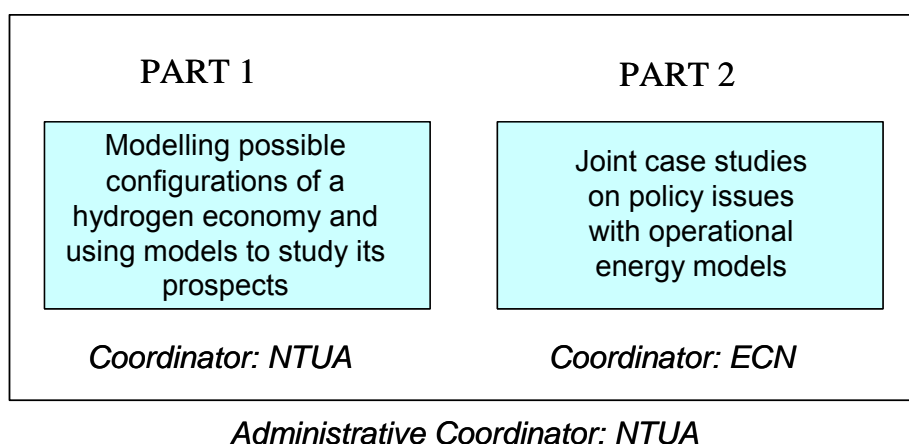 PART 1
Modelling possible
configurations of a
hydrogen economy and
using models to study its
prospects
Coordinator: NTUA
PART 2
Joint case studies
on policy issues
with operational
energy models
Coordinator: ECN
Administrative Coordinator: NTUA